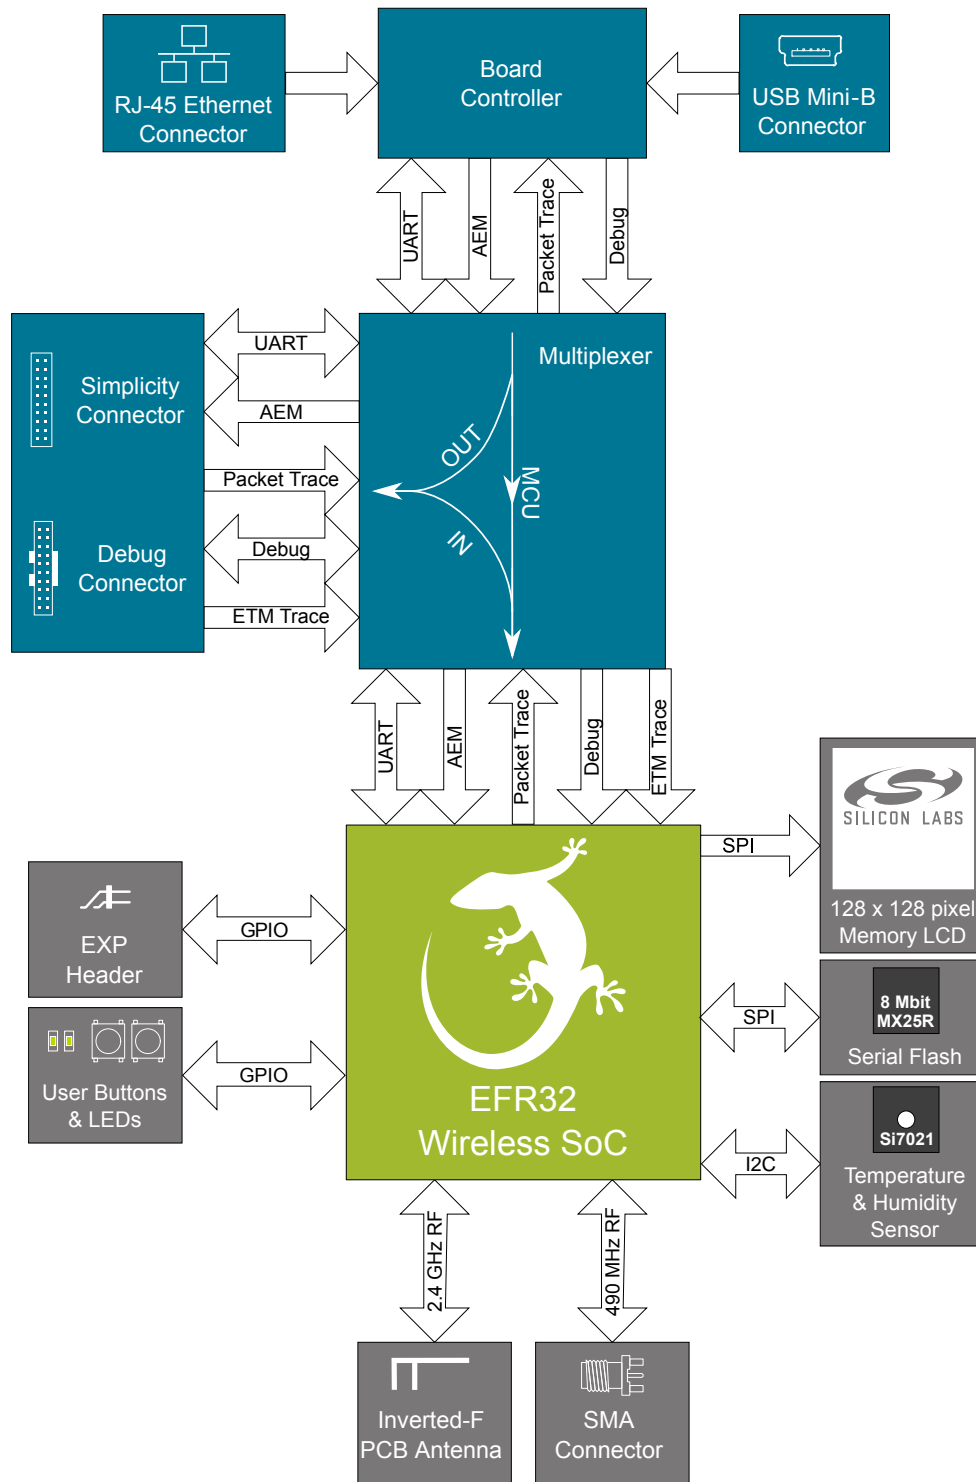 RJ-45 Ethernet
Connector
Board
Controller
USB Mini-B
Connector
UART
AEM
Packet Trace
Debug
Simplicity
Connector
Debug
Connector
UART
AEM
Packet Trace
Debug
ETM Trace
Multiplexer
OUT
MCU
IN
UART
AEM
Packet Trace
Debug
ETM Trace
SILICON LABS
128 x 128 pixel
Memory LCD
SPI
EXP
Header
GPIO
User Buttons
& LEDs
GPIO
EFR32
Wireless SoC
SPI
8 Mbit
MX25R
Serial Flash
I2C
Si7021
Temperature
& Humidity
Sensor
2.4 GHz RF
490 MHz RF
Inverted-F
PCB Antenna
SMA
Connector